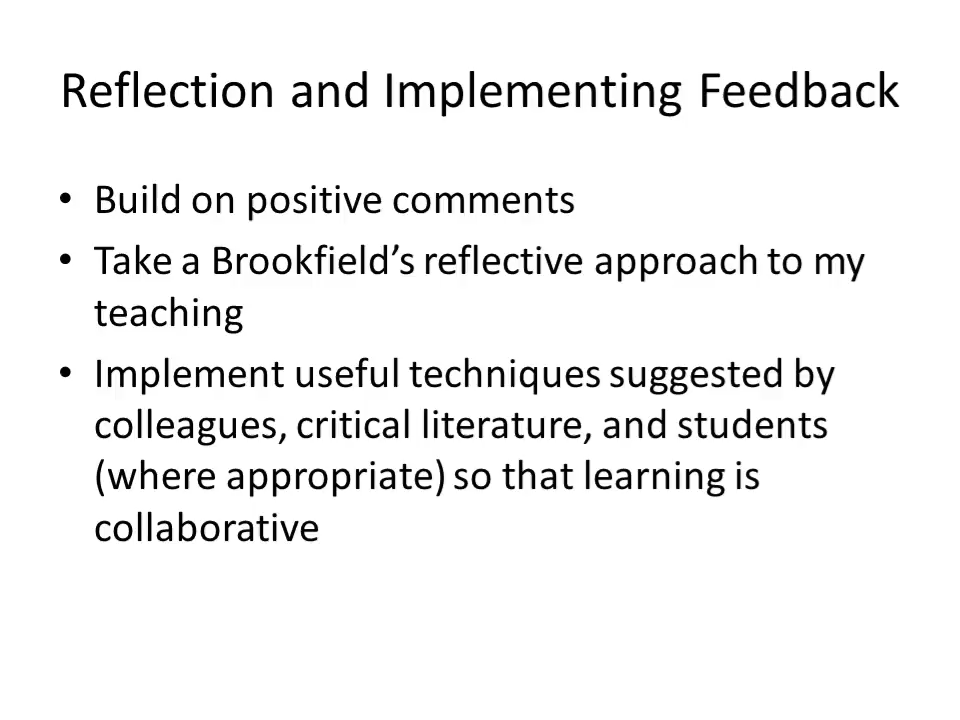 Reflection and Implementing Feedback
• Build on positive comments
• Take a Brookfield’s reflective approach to my
teaching
• Implement useful techniques suggested by
colleagues, critical literature, and students
(where appropriate) so that learning is
collaborative